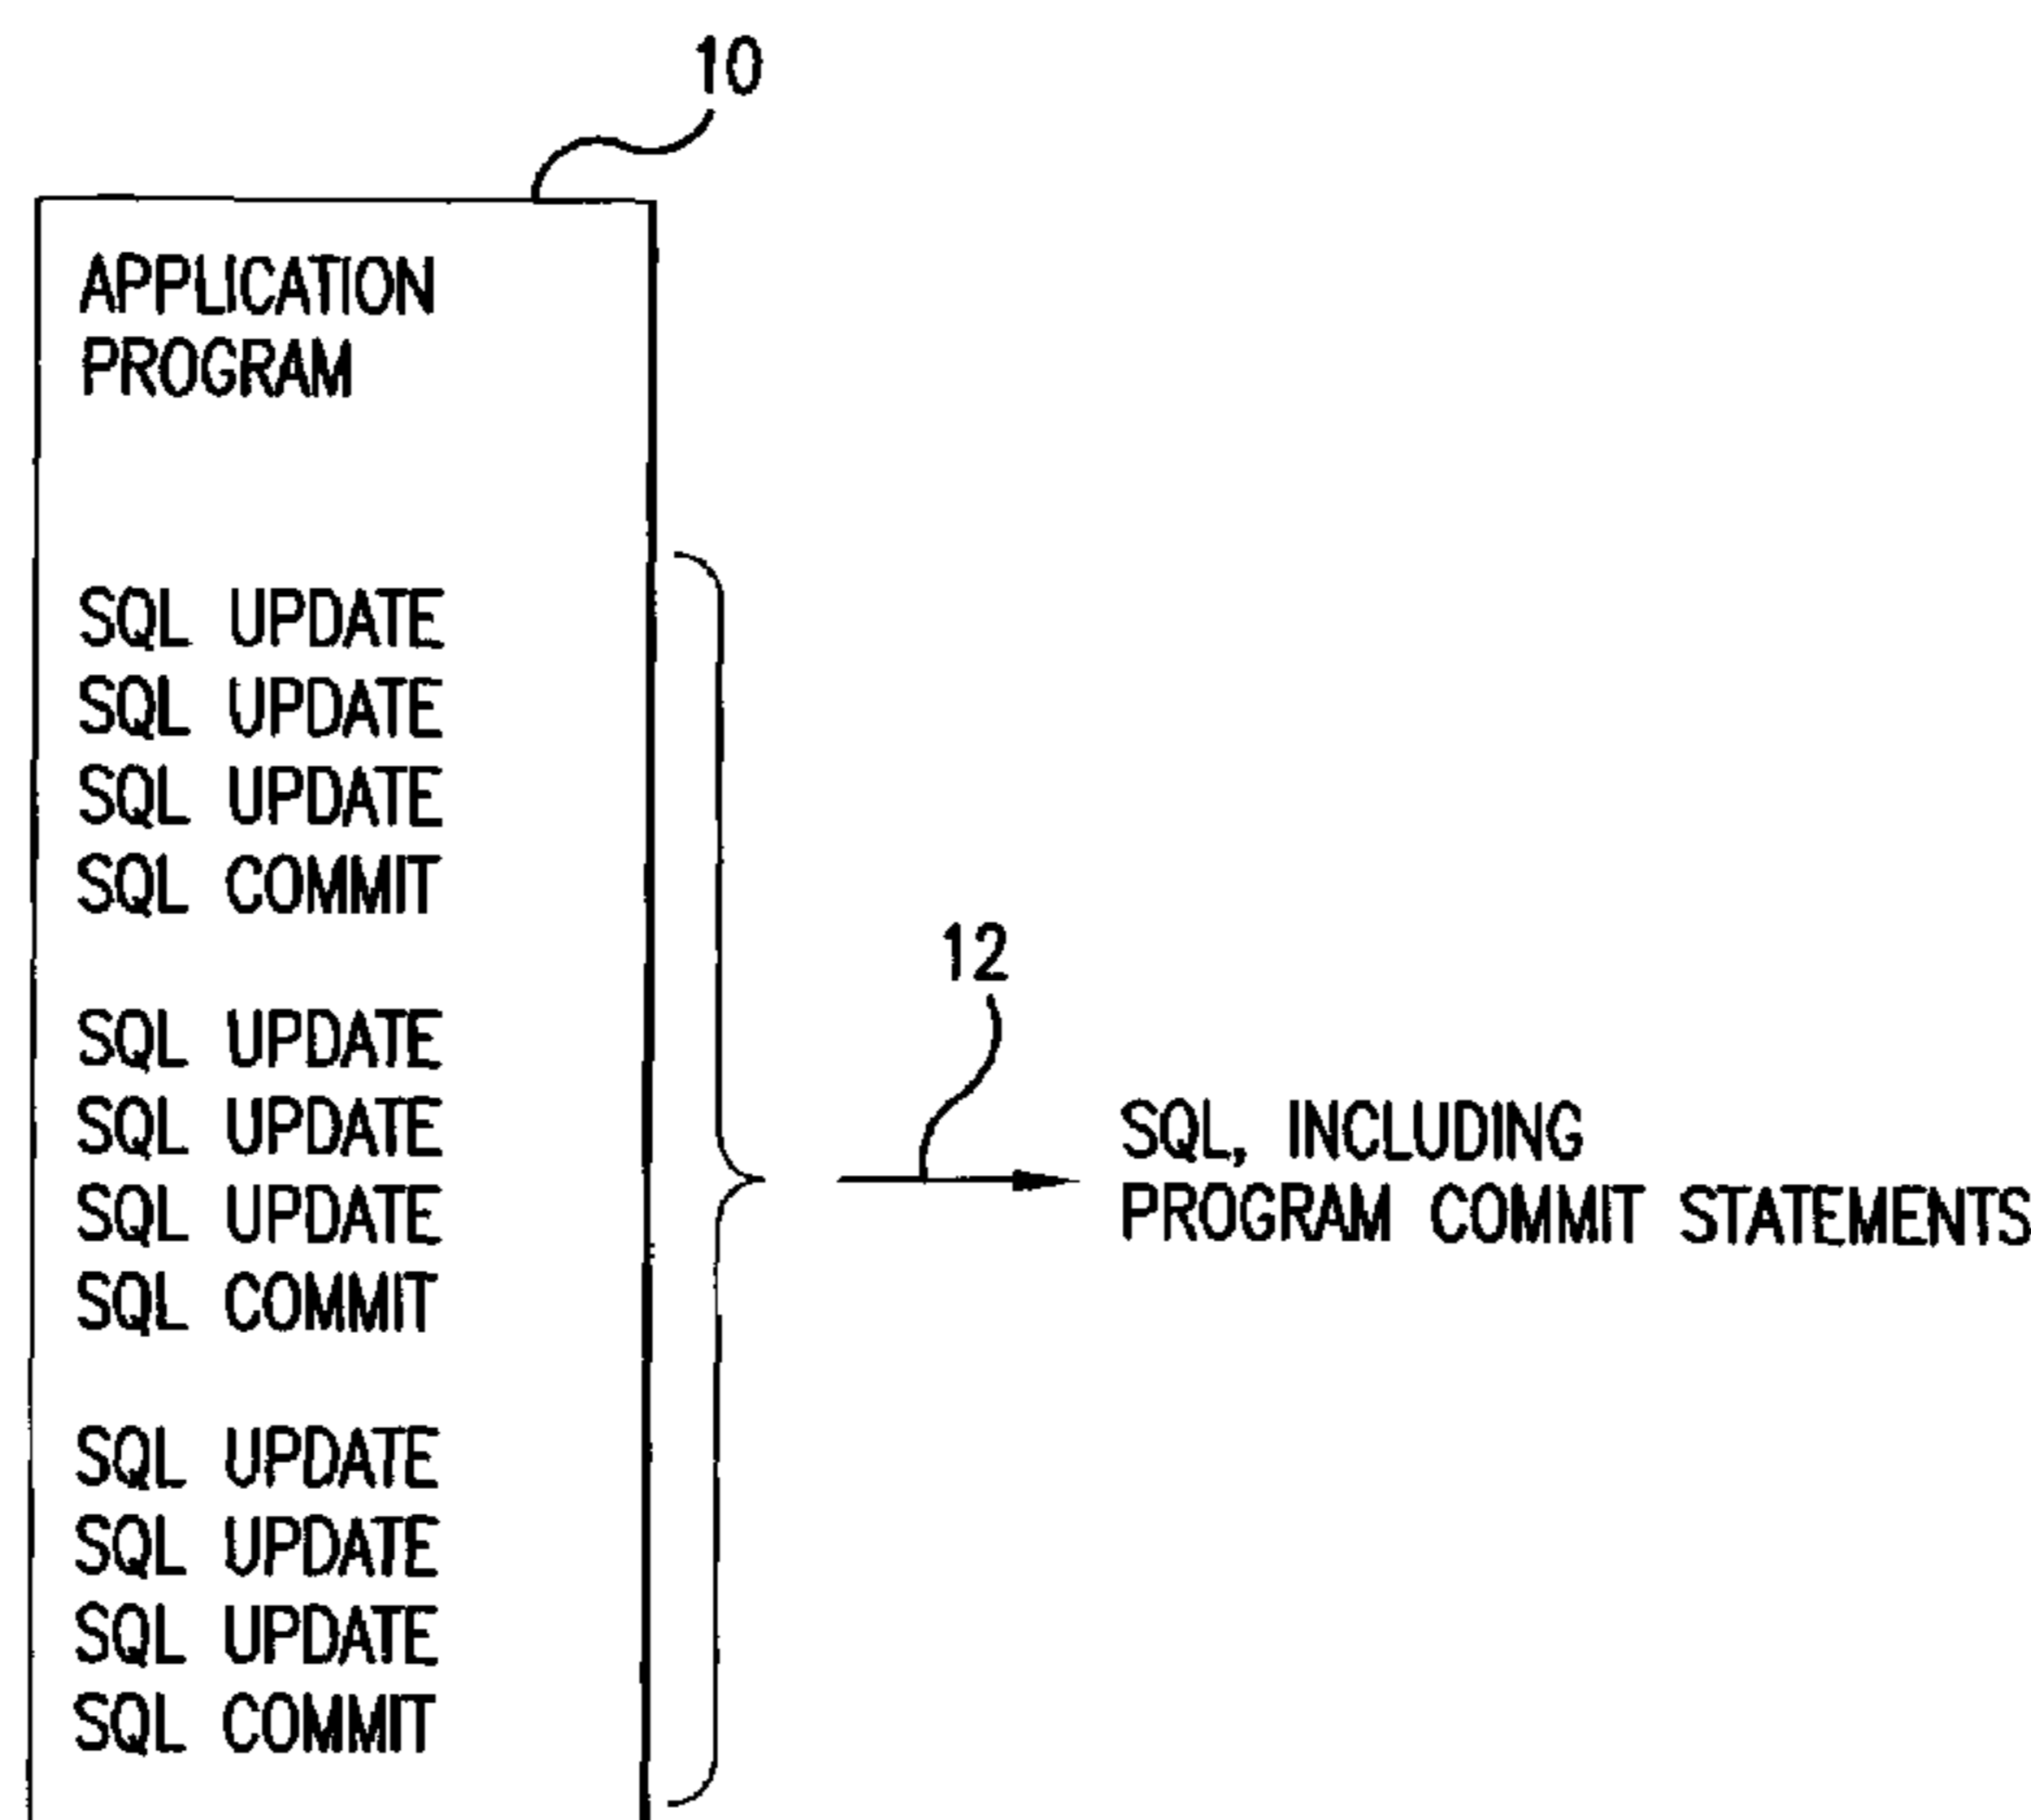 10
APPLICATION
PROGRAM
SQL UPDATE
SQL UPDATE
SQL UPDATE
SQL COMMIT
SQL UPDATE
SQL UPDATE
SQL UPDATE
SQL COMMIT
SQL UPDATE
SQL UPDATE
SQL UPDATE
SQL COMMIT
12
SQL, INCLUDING
PROGRAM COMMIT STATEMENTS